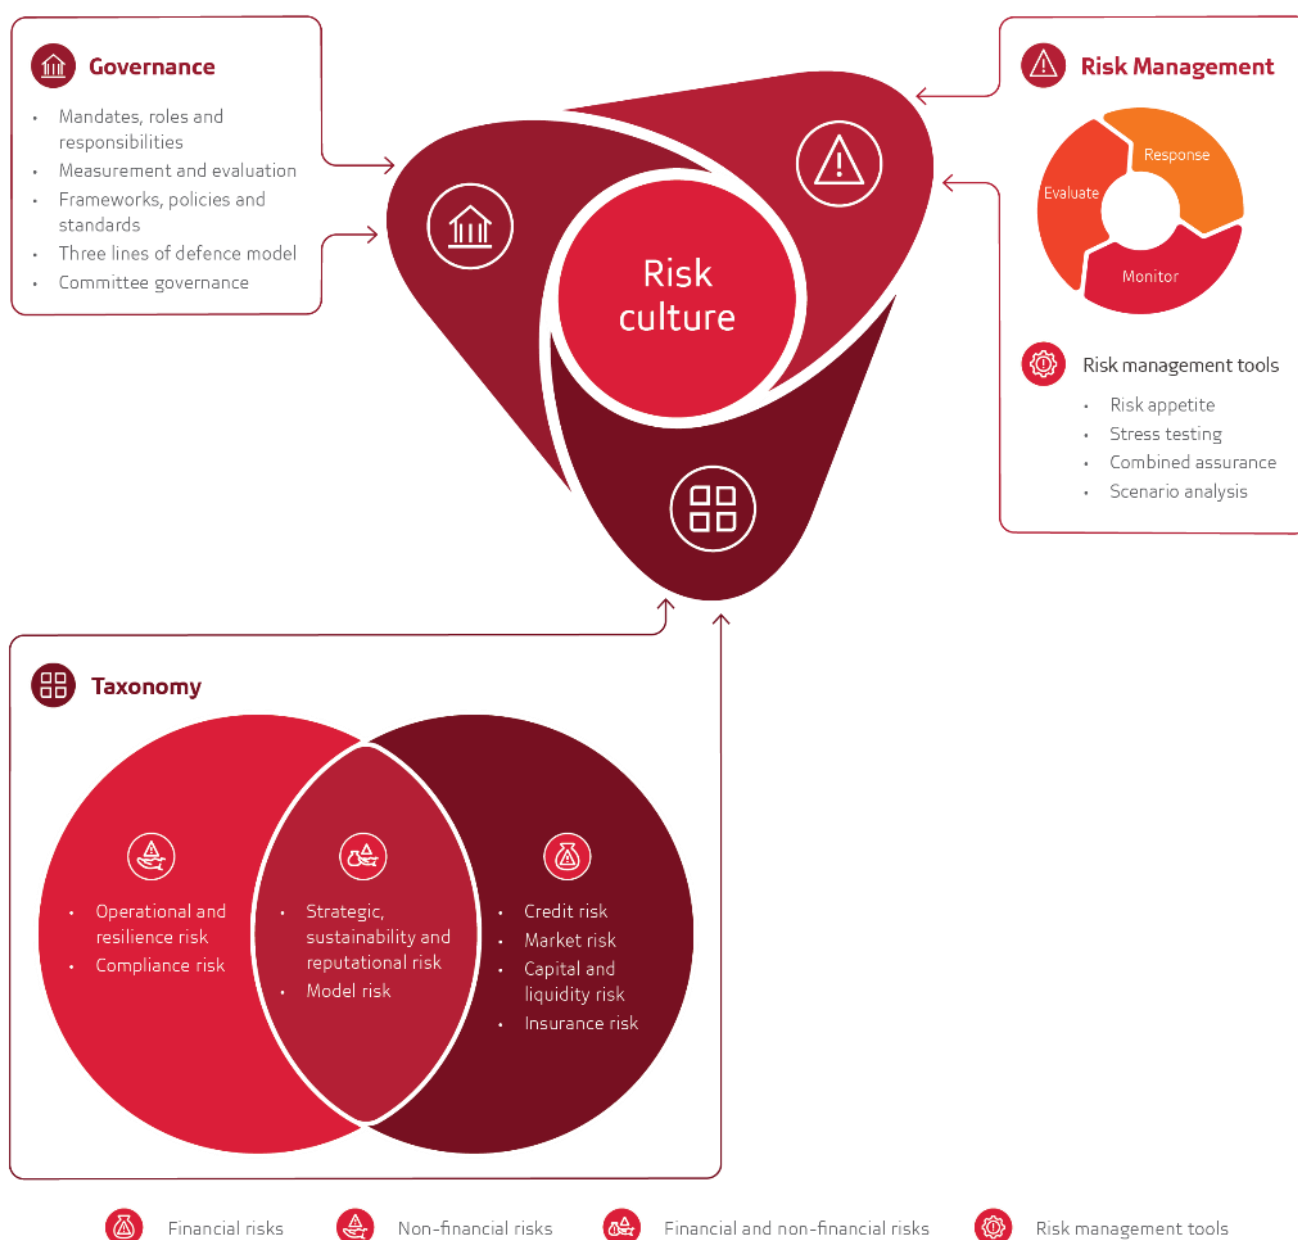 Governance
• Mandates, roles and
responsibilities
• Measurement and evaluation
• Frameworks, policies and
standards
• Three lines of defence model
• Committee governance
Risk
culture
Risk Management
Response
Evaluate
Monitor
Risk management tools
• Risk appetite
• Stress testing
• Combined assurance
• Scenario analysis
Taxonomy
• Operational and
resilience risk
• Compliance risk
• Strategic,
sustainability and
reputational risk
• Model risk
• Credit risk
• Market risk
• Capital and
liquidity risk
• Insurance risk
Financial risks
Non-financial risks
Financial and non-financial risks
Risk management tools